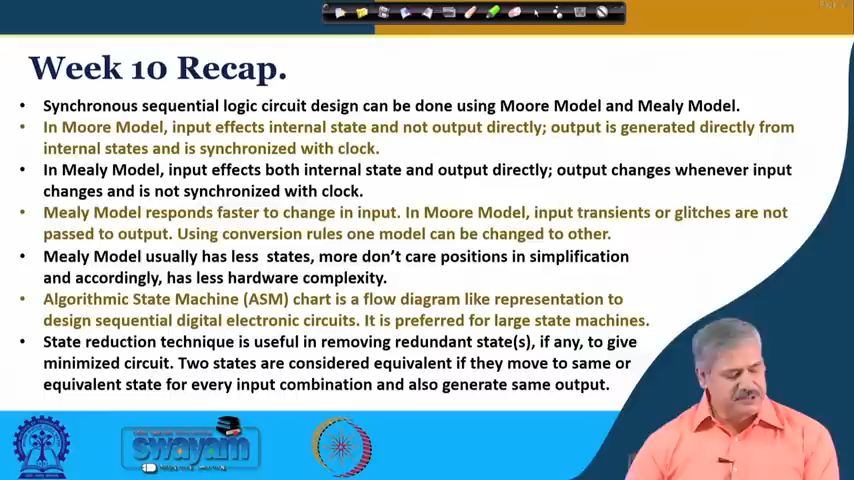 Week 10 Recap.
• Synchronous sequential logic circuit design can be done using Moore Model and Mealy Model.
• In Moore Model, input effects internal state and not output directly; output is generated directly from
internal states and is synchronized with clock.
• In Mealy Model, input effects both internal state and output directly; output changes whenever input
changes and is not synchronized with clock.
• Mealy Model responds faster to change in input. In Moore Model, input transients or glitches are not
passed to output. Using conversion rules one model can be changed to other.
• Mealy Model usually has less states, more don't care positions in simplification
and accordingly, has less hardware complexity.
• Algorithmic State Machine (ASM) chart is a flow diagram like representation to
design sequential digital electronic circuits. It is preferred for large state machines.
• State reduction technique is useful in removing redundant state(s), if any, to give
minimized circuit. Two states are considered equivalent if they move to same or
equivalent state for every input combination and also generate same output.
swayam